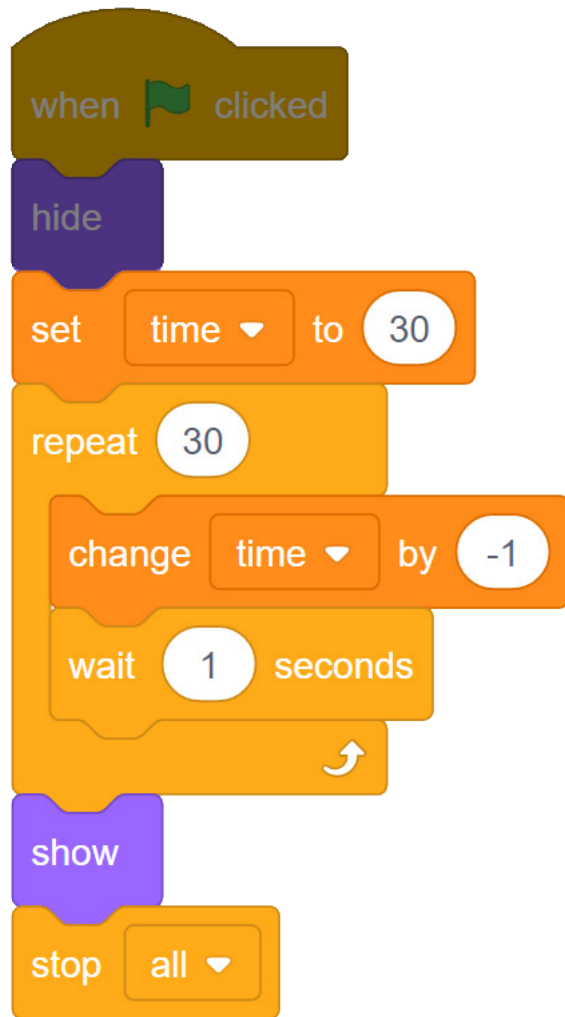 when clicked
hide
set time to 30
repeat 30
change time by -1
wait 1 seconds
show
stop all